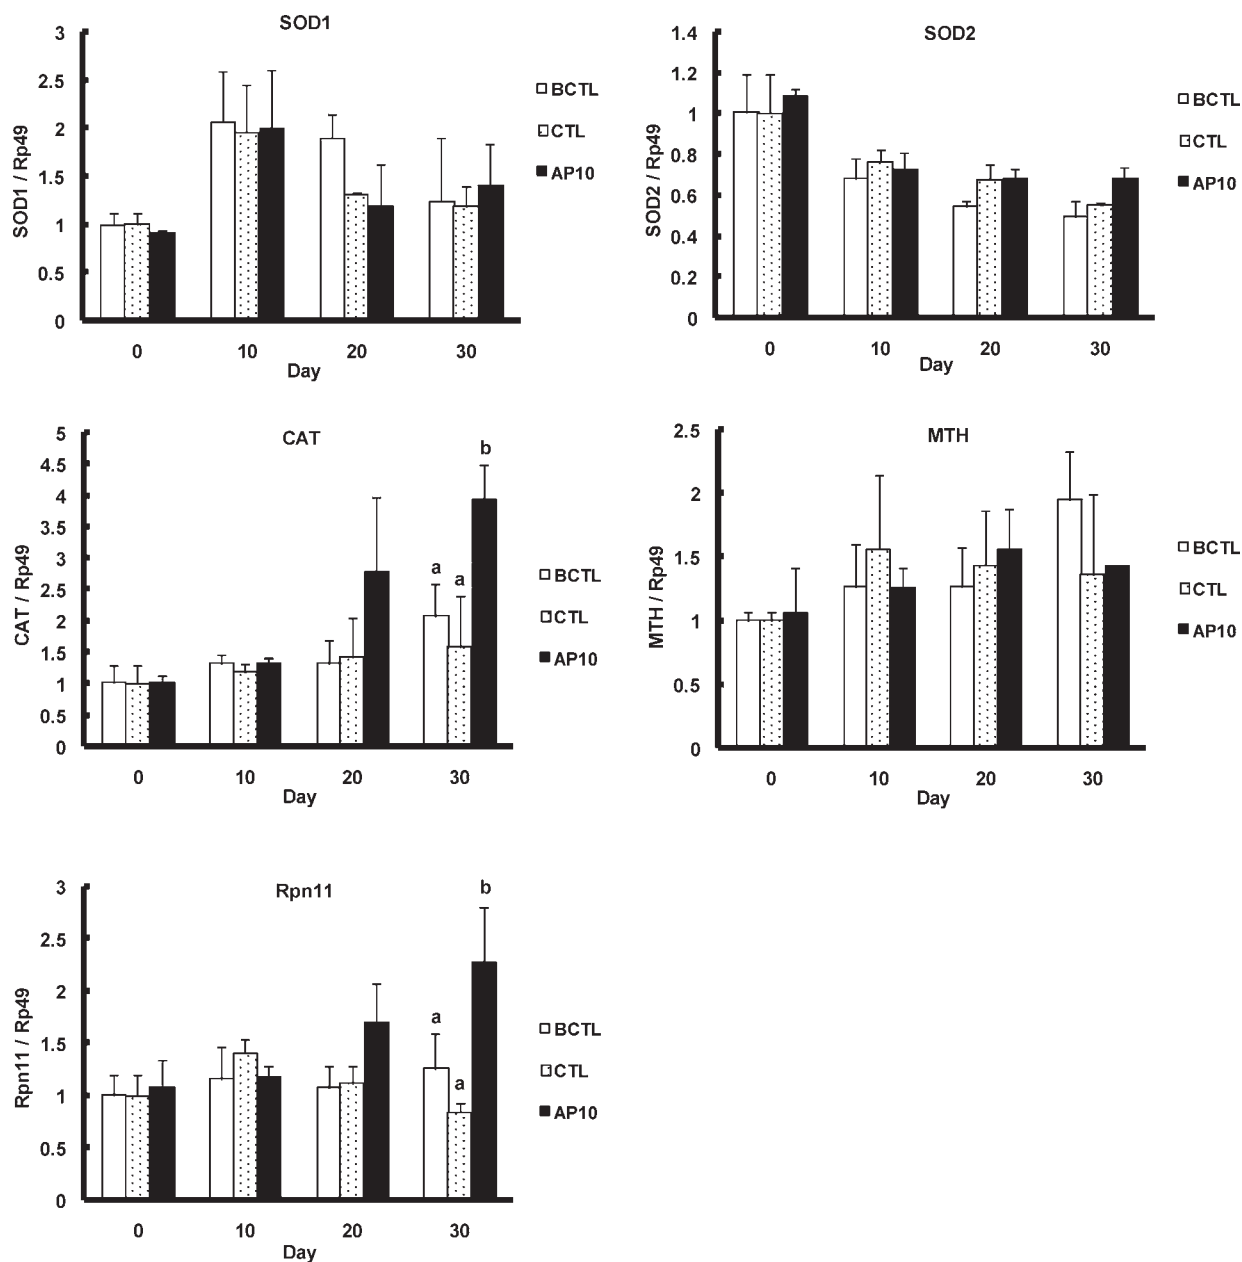 SOD1
SOD1 / Rp49
3
2.5
2
1.5
1
0.5
0
0 10 20 30
Day
BCTL
CTL
AP10
SOD2
SOD2 / Rp49
1.4
1.2
1
0.8
0.6
0.4
0.2
0
0 10 20 30
Day
BCTL
CTL
AP10
CAT
CAT / Rp49
5
4.5
4
3.5
3
2.5
2
1.5
1
0.5
0
a a b
0 10 20 30
Day
BCTL
CTL
AP10
MTH
MTH / Rp49
2.5
2
1.5
1
0.5
0
0 10 20 30
Day
BCTL
CTL
AP10
Rpn11
Rpn11 / Rp49
3
2.5
2
1.5
1
0.5
0
a a b
0 10 20 30
Day
BCTL
CTL
AP10